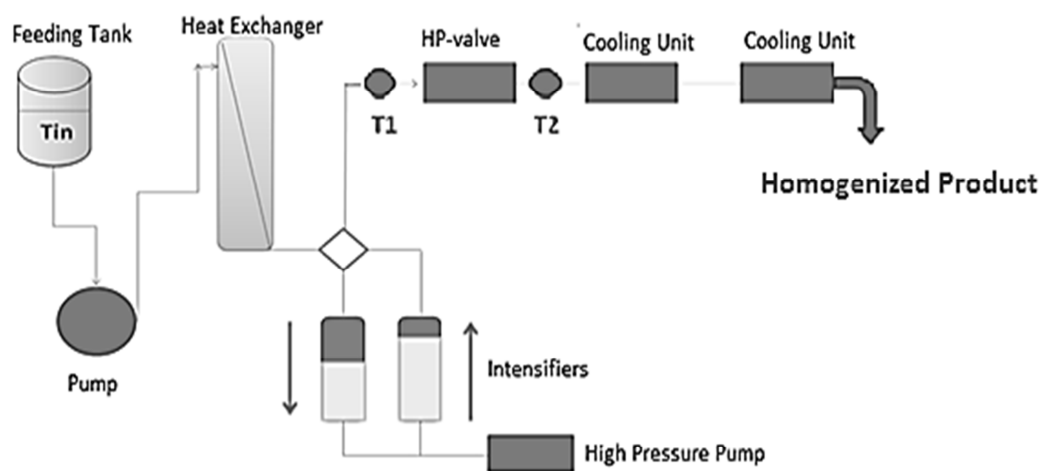 Heat Exchanger
Feeding Tank
HP-valve
Cooling Unit
Cooling Unit
Tin
T1
T2
Homogenized Product
Intensifiers
Pump
High Pressure Pump